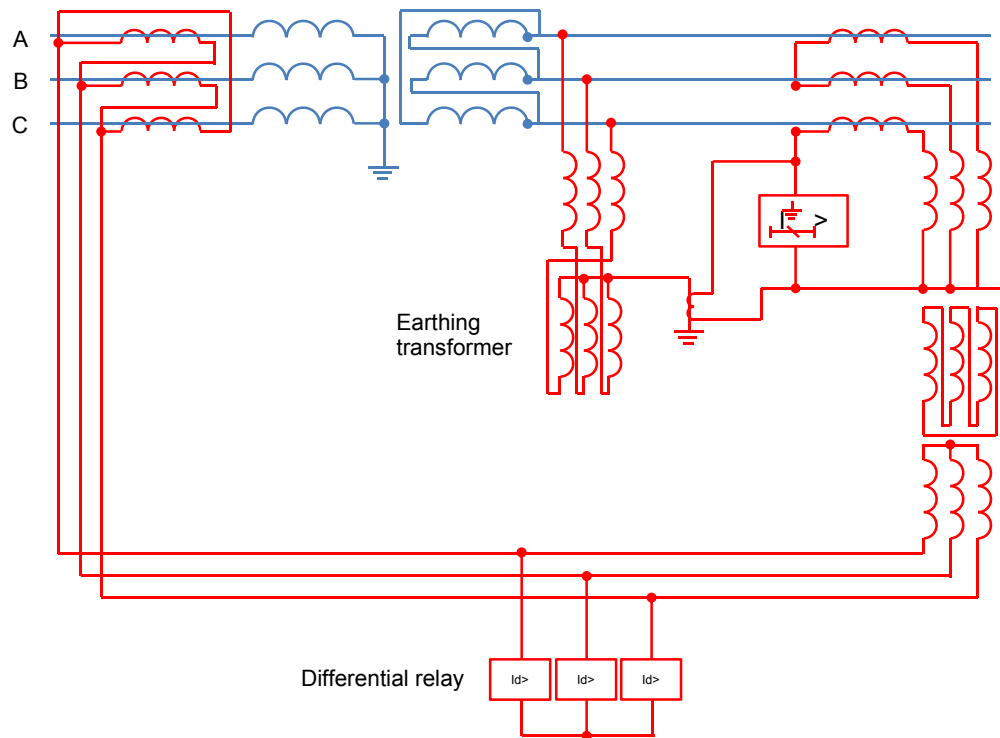 A
B
C
I >
Earthing
transformer
Differential relay
Id>
Id>
Id>